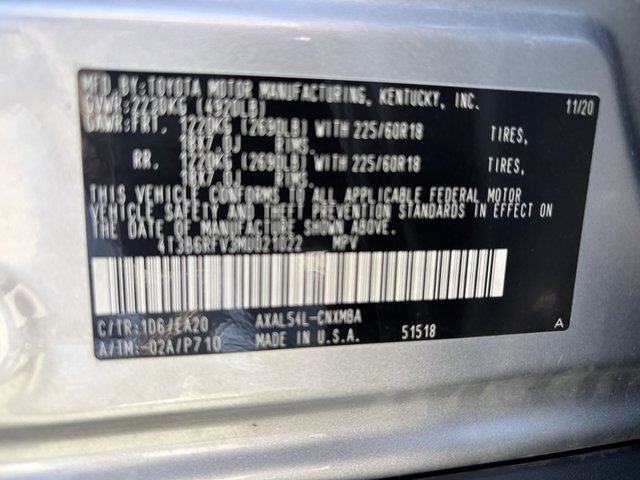 MFD.BY:TOYOTA MOTOR MANUFACTURING, KENTUCKY, INC. 11/20
GVWR:2230KG (4920LB)
GAWR:FRT. 1220KG (2690LB) WITH 225/60R18 TIRES,
18X7.0J RIMS.
RR. 1220KG (2690LB) WITH 225/60R18 TIRES,
18X7.0J RIMS.
THIS VEHICLE CONFORMS TO ALL APPLICABLE FEDERAL MOTOR
VEHICLE SAFETY AND THEFT PREVENTION STANDARDS IN EFFECT ON
THE DATE OF MANUFACTURE SHOWN ABOVE.
MPV
C/TR:1D6/EA20 AXAL54L-CNXMBA
A/TM:-02A/P710 MADE IN U.S.A. 51518 A